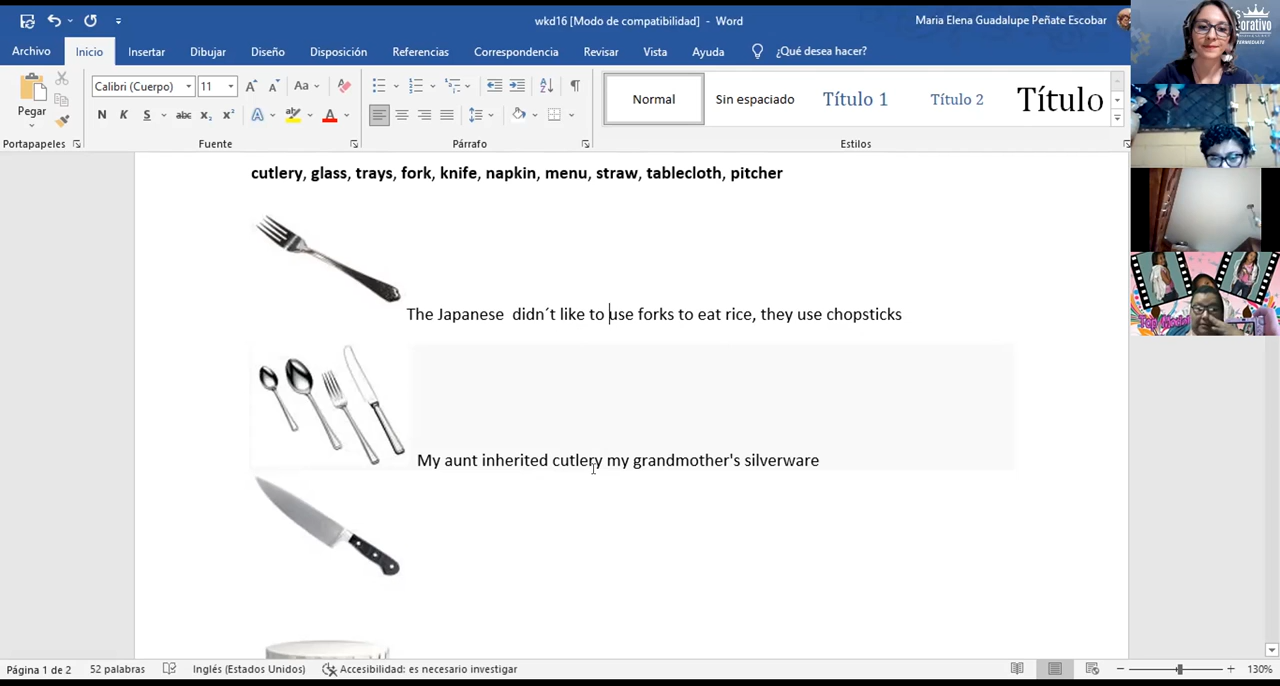 wkd16 [Modo de compatibilidad] - Word
Maria Elena Guadalupe Peñate Escobar
Archivo Inicio Insertar Dibujar Diseño Disposición Referencias Correspondencia Revisar Vista Ayuda ¿Qué desea hacer?
Pegar
Calibri (Cuerpo) 11
Normal Sin espaciado Título 1 Título 2 Título
Portapapeles Fuente Párrafo Estilos
cutlery, glass, trays, fork, knife, napkin, menu, straw, tablecloth, pitcher
The Japanese didn´t like to use forks to eat rice, they use chopsticks
My aunt inherited cutlery my grandmother's silverware
Página 1 de 2 52 palabras Inglés (Estados Unidos) Accesibilidad: es necesario investigar 130%